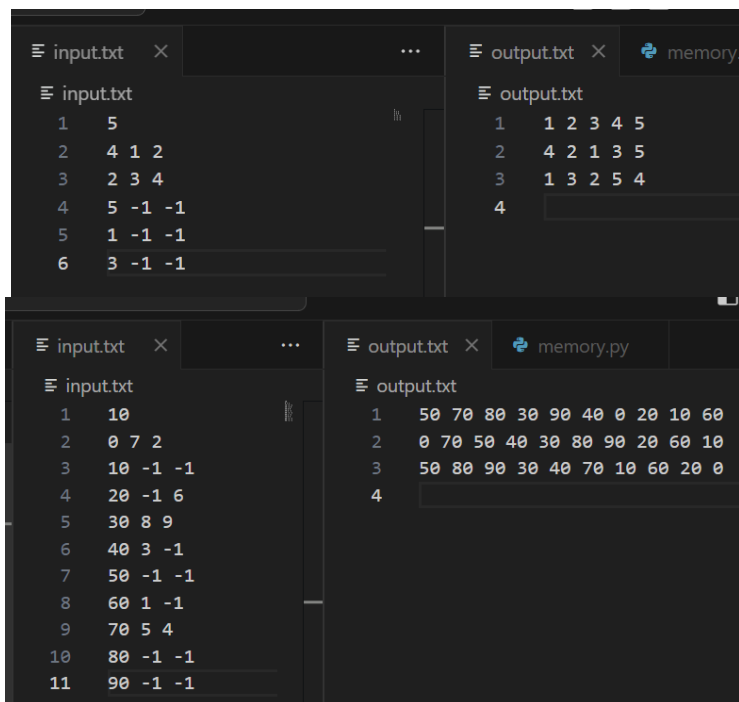 input.txt × ··· output.txt × memory.
input.txt output.txt
1 5 1 1 2 3 4 5
2 4 1 2 2 4 2 1 3 5
3 2 3 4 3 1 3 2 5 4
4 5 -1 -1 4
5 1 -1 -1
6 3 -1 -1
input.txt × ··· output.txt × memory.py
input.txt output.txt
1 10 1 50 70 80 30 90 40 0 20 10 60
2 0 7 2 2 0 70 50 40 30 80 90 20 60 10
3 10 -1 -1 3 50 80 90 30 40 70 10 60 20 0
4 20 -1 6 4
5 30 8 9
6 40 3 -1
7 50 -1 -1
8 60 1 -1
9 70 5 4
10 80 -1 -1
11 90 -1 -1